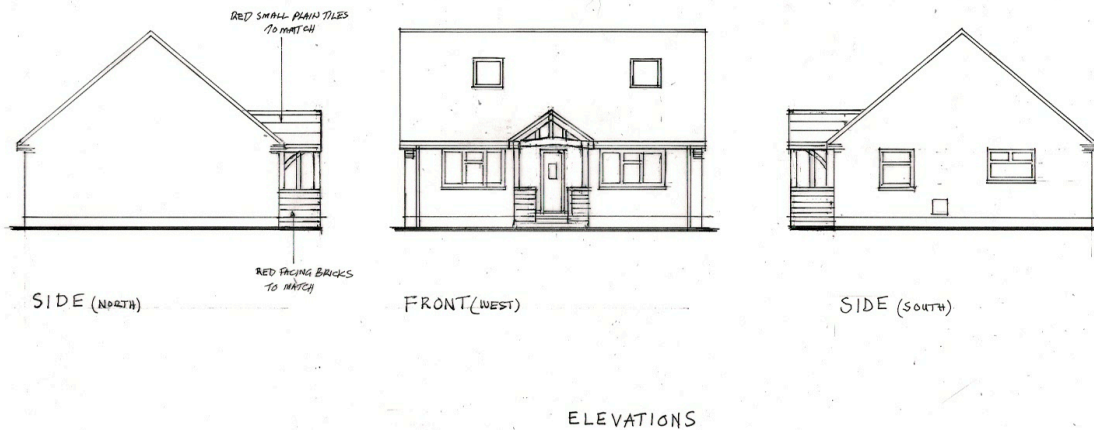 RED SMALL PLAIN TILES
TO MATCH
RED FACING BRICKS
TO MATCH
SIDE (NORTH)
FRONT (WEST)
SIDE (SOUTH)
ELEVATIONS